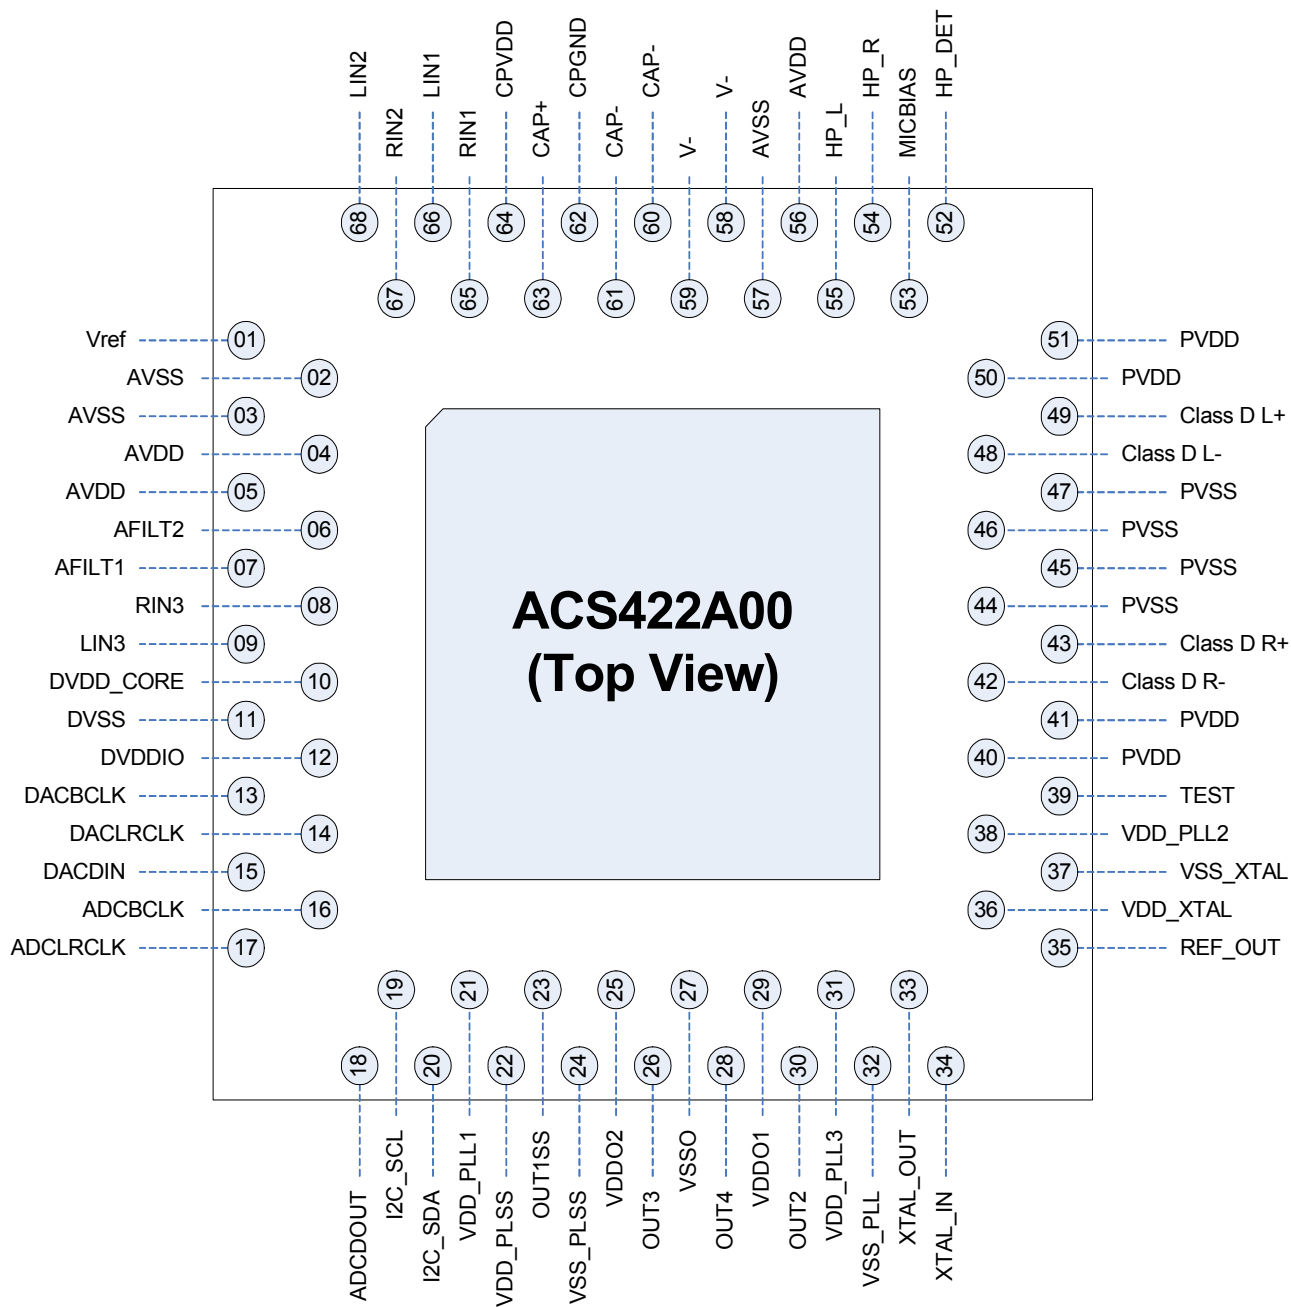 LIN2
RIN2
LIN1
RIN1
CPVDD
CAP+
CPGND
CAP-
CAP-
V-
V-
AVSS
AVDD
HP_L
HP_R
MICBIAS
HP_DET
68
67
66
65
64
63
62
61
60
59
58
57
56
55
54
53
52
Vref 01
AVSS 02
AVSS 03
AVDD 04
AVDD 05
AFILT2 06
AFILT1 07
RIN3 08
LIN3 09
DVDD_CORE 10
DVSS 11
DVDDIO 12
DACBCLK 13
DACLRCLK 14
DACDIN 15
ADCBCLK 16
ADCLRCLK 17
ACS422A00
(Top View)
51 PVDD
50 PVDD
49 Class D L+
48 Class D L-
47 PVSS
46 PVSS
45 PVSS
44 PVSS
43 Class D R+
42 Class D R-
41 PVDD
40 PVDD
39 TEST
38 VDD_PLL2
37 VSS_XTAL
36 VDD_XTAL
35 REF_OUT
18
19
20
21
22
23
24
25
26
27
28
29
30
31
32
33
34
ADCDOUT
I2C_SCL
I2C_SDA
VDD_PLL1
VDD_PLSS
OUT1SS
VSS_PLSS
VDDO2
OUT3
VSSO
OUT4
VDDO1
OUT2
VDD_PLL3
VSS_PLL
XTAL_OUT
XTAL_IN